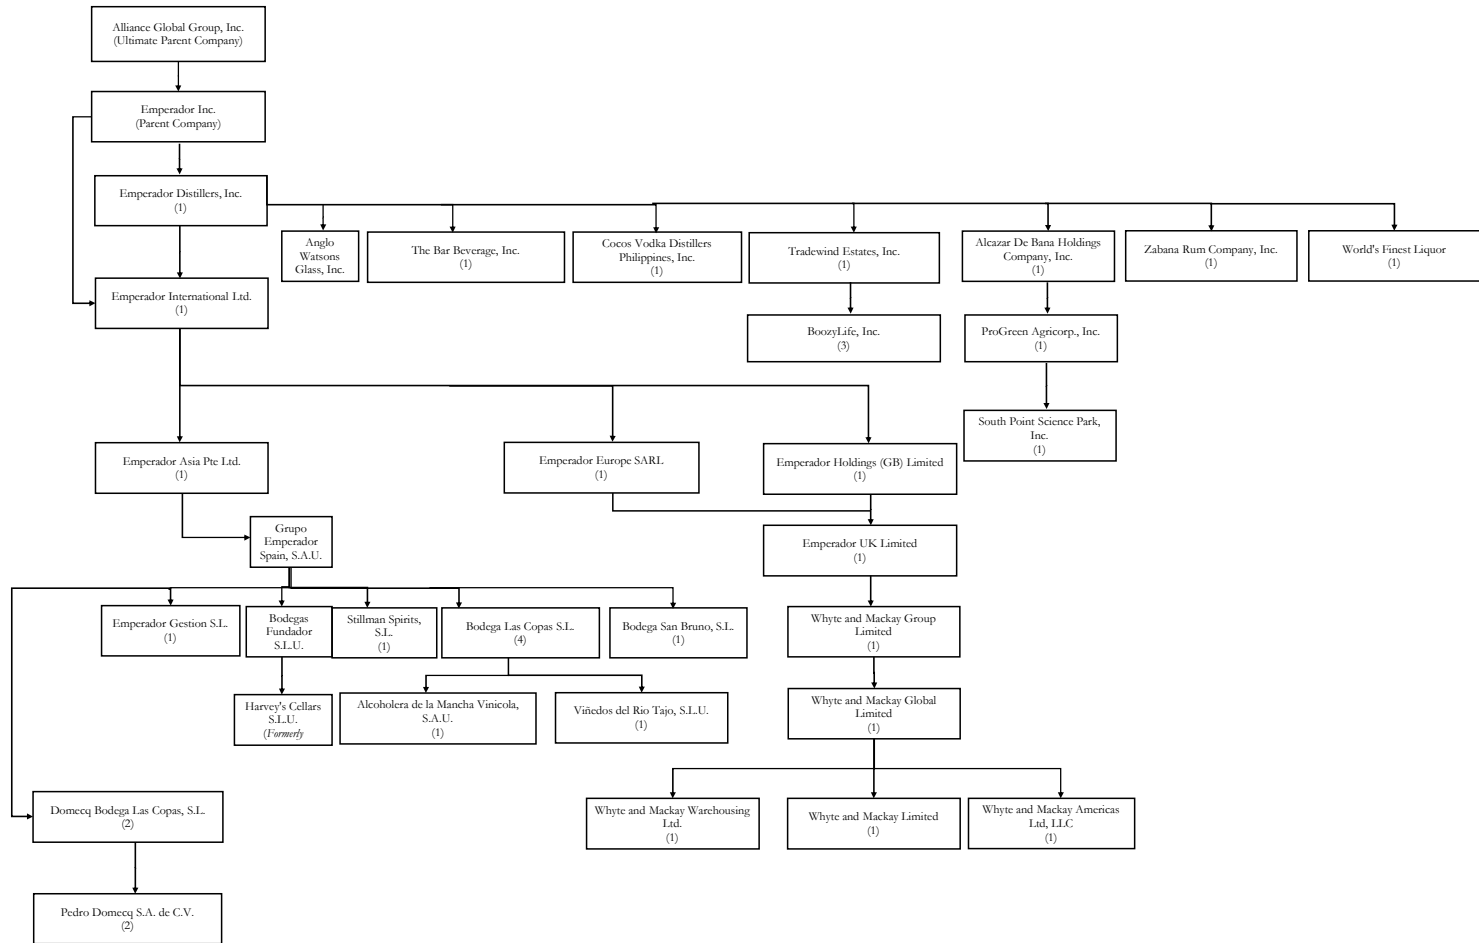 Alliance Global Group, Inc.
(Ultimate Parent Company)
Emperador Inc.
(Parent Company)
Emperador Distillers, Inc.
(1)
Anglo
Watsons
Glass, Inc.
The Bar Beverage, Inc.
(1)
Cocos Vodka Distillers
Philippines, Inc.
(1)
Tradewind Estates, Inc.
(1)
Alcazar De Bana Holdings
Company, Inc.
(1)
Zabana Rum Company, Inc.
(1)
World's Finest Liquor
(1)
Emperador International Ltd.
(1)
BoozyLife, Inc.
(3)
ProGreen Agricorp., Inc.
(1)
South Point Science Park,
Inc.
(1)
Emperador Asia Pte Ltd.
(1)
Emperador Europe SARL
(1)
Emperador Holdings (GB) Limited
(1)
Grupo
Emperador
Spain, S.A.U.
Emperador UK Limited
(1)
Emperador Gestion S.L.
(1)
Bodegas
Fundador
S.L.U.
Stillman Spirits,
S.L.
(1)
Bodega Las Copas S.L.
(4)
Bodega San Bruno, S.L.
(1)
Whyte and Mackay Group
Limited
(1)
Harvey's Cellars
S.L.U.
(Formerly
Alcoholera de la Mancha Vinicola,
S.A.U.
(1)
Viñedos del Rio Tajo, S.L.U.
(1)
Whyte and Mackay Global
Limited
(1)
Domecq Bodega Las Copas, S.L.
(2)
Whyte and Mackay Warehousing
Ltd.
(1)
Whyte and Mackay Limited
(1)
Whyte and Mackay Americas
Ltd, LLC
(1)
Pedro Domecq S.A. de C.V.
(2)